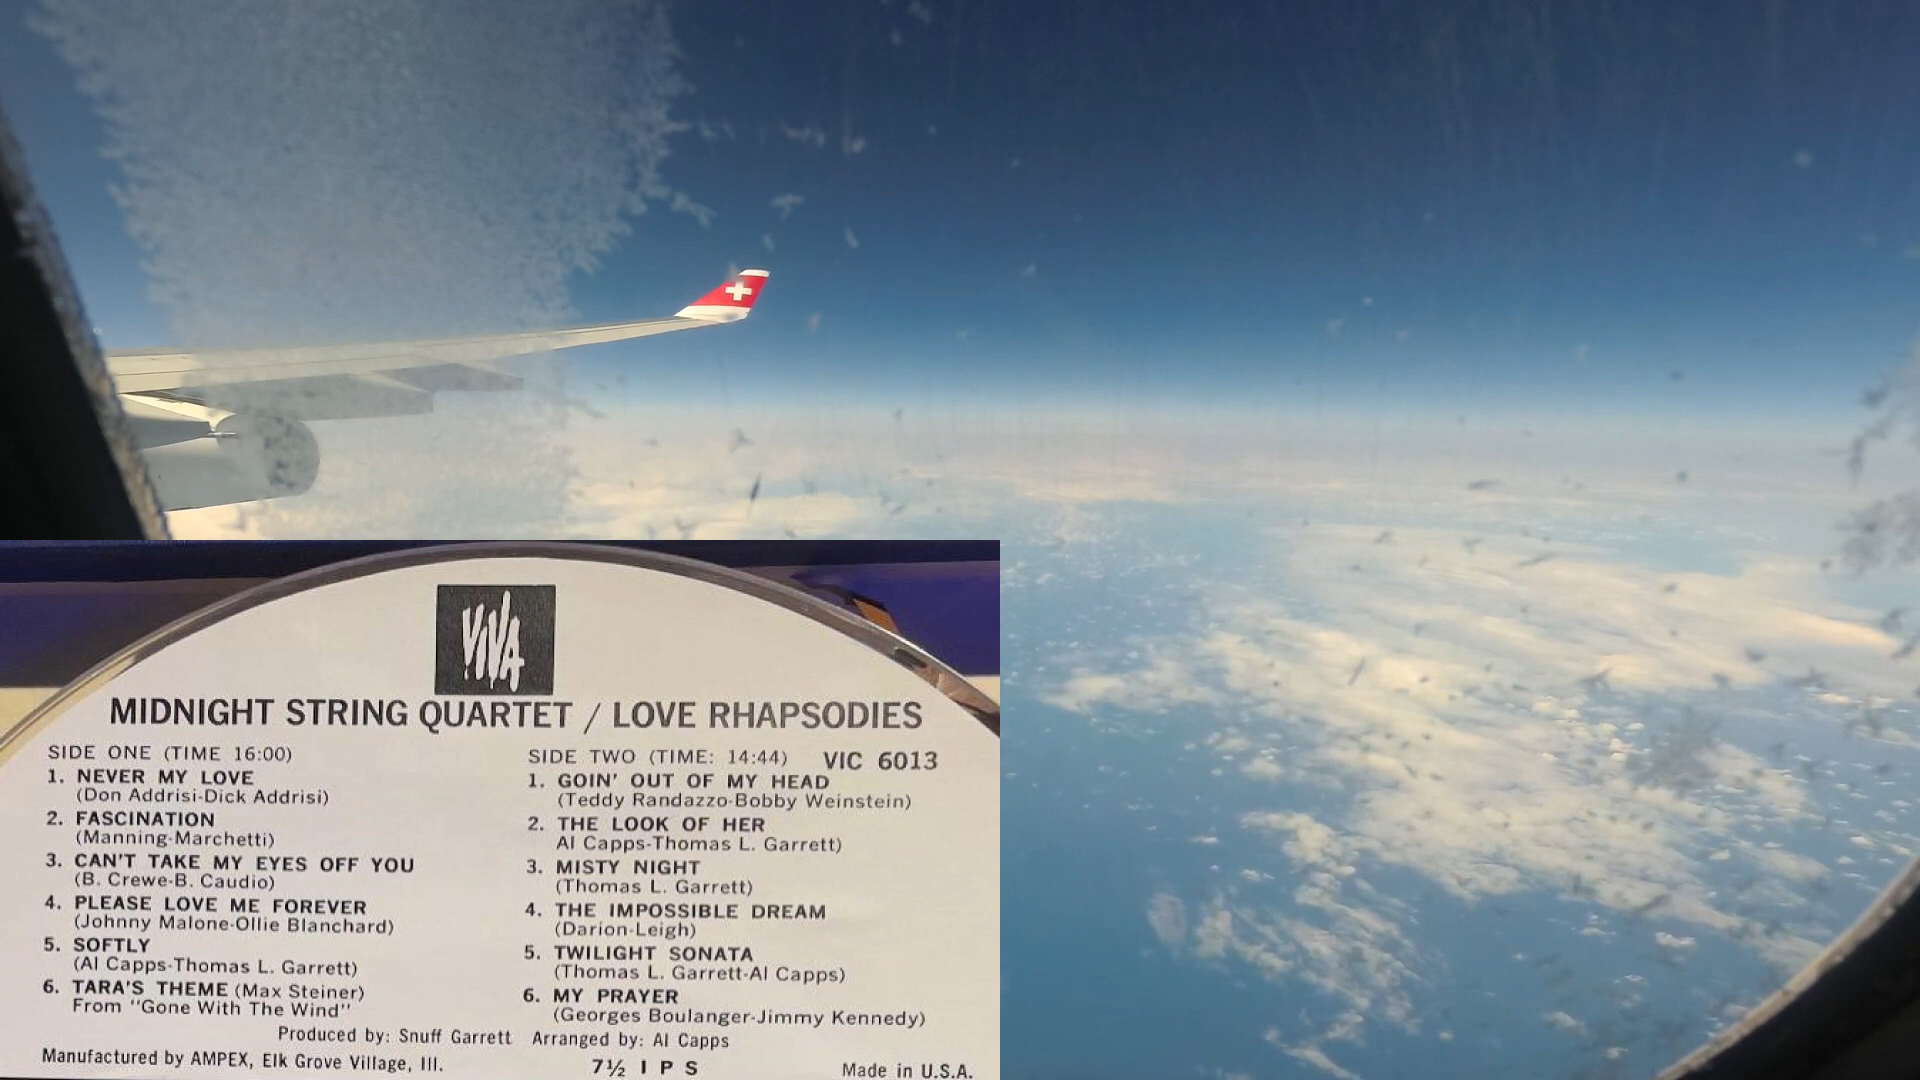 VIVA
MIDNIGHT STRING QUARTET / LOVE RHAPSODIES
SIDE ONE (TIME 16:00)
1. NEVER MY LOVE
(Don Addrisi-Dick Addrisi)
2. FASCINATION
(Manning-Marchetti)
3. CAN'T TAKE MY EYES OFF YOU
(B. Crewe-B. Caudio)
4. PLEASE LOVE ME FOREVER
(Johnny Malone-Ollie Blanchard)
5. SOFTLY
(Al Capps-Thomas L. Garrett)
6. TARA'S THEME (Max Steiner)
From "Gone With The Wind"
SIDE TWO (TIME: 14:44) VIC 6013
1. GOIN' OUT OF MY HEAD
(Teddy Randazzo-Bobby Weinstein)
2. THE LOOK OF HER
Al Capps-Thomas L. Garrett)
3. MISTY NIGHT
(Thomas L. Garrett)
4. THE IMPOSSIBLE DREAM
(Darion-Leigh)
5. TWILIGHT SONATA
(Thomas L. Garrett-Al Capps)
6. MY PRAYER
(Georges Boulanger-Jimmy Kennedy)
Produced by: Snuff Garrett Arranged by: Al Capps
Manufactured by AMPEX, Elk Grove Village, Ill. 7½ I P S Made in U.S.A.